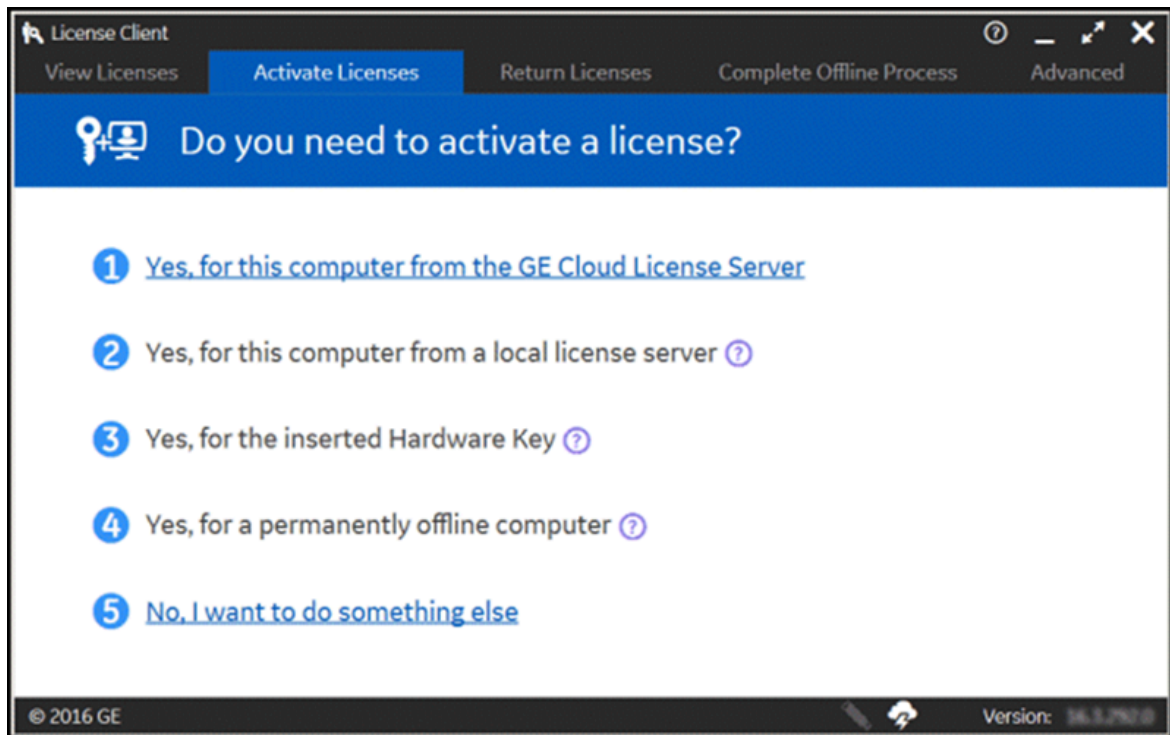 License Client
View Licenses Activate Licenses Return Licenses Complete Offline Process Advanced
Do you need to activate a license?
1 Yes, for this computer from the GE Cloud License Server
2 Yes, for this computer from a local license server ?
3 Yes, for the inserted Hardware Key ?
4 Yes, for a permanently offline computer ?
5 No, I want to do something else
© 2016 GE Version: